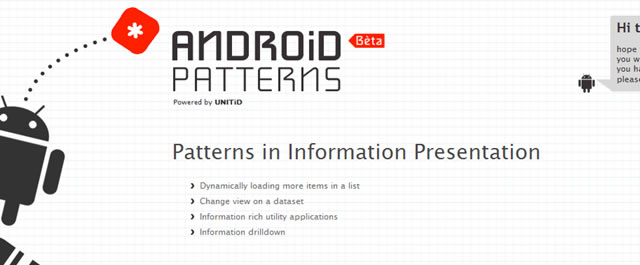 ANDROiD
Bèta
PATTERNS
Powered by UNITiD
Hi t
hope
you w
you ha
please
Patterns in Information Presentation
Dynamically loading more items in a list
Change view on a dataset
Information rich utility applications
Information drilldown